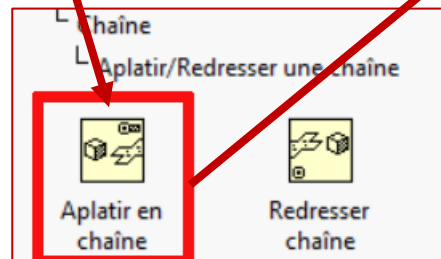 Chaîne
Aplatir/Redresser une chaîne
Aplatir en
chaîne
Redresser
chaîne